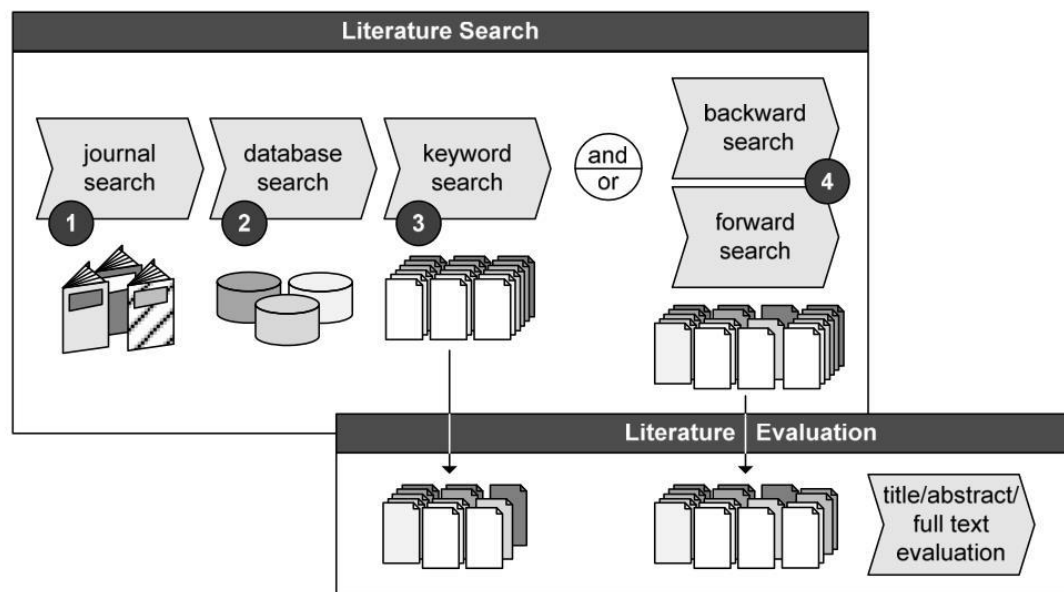 Literature Search
journal
search
1
database
search
2
keyword
search
3
and
or
backward
search
4
forward
search
Literature Evaluation
title/abstract/
full text
evaluation